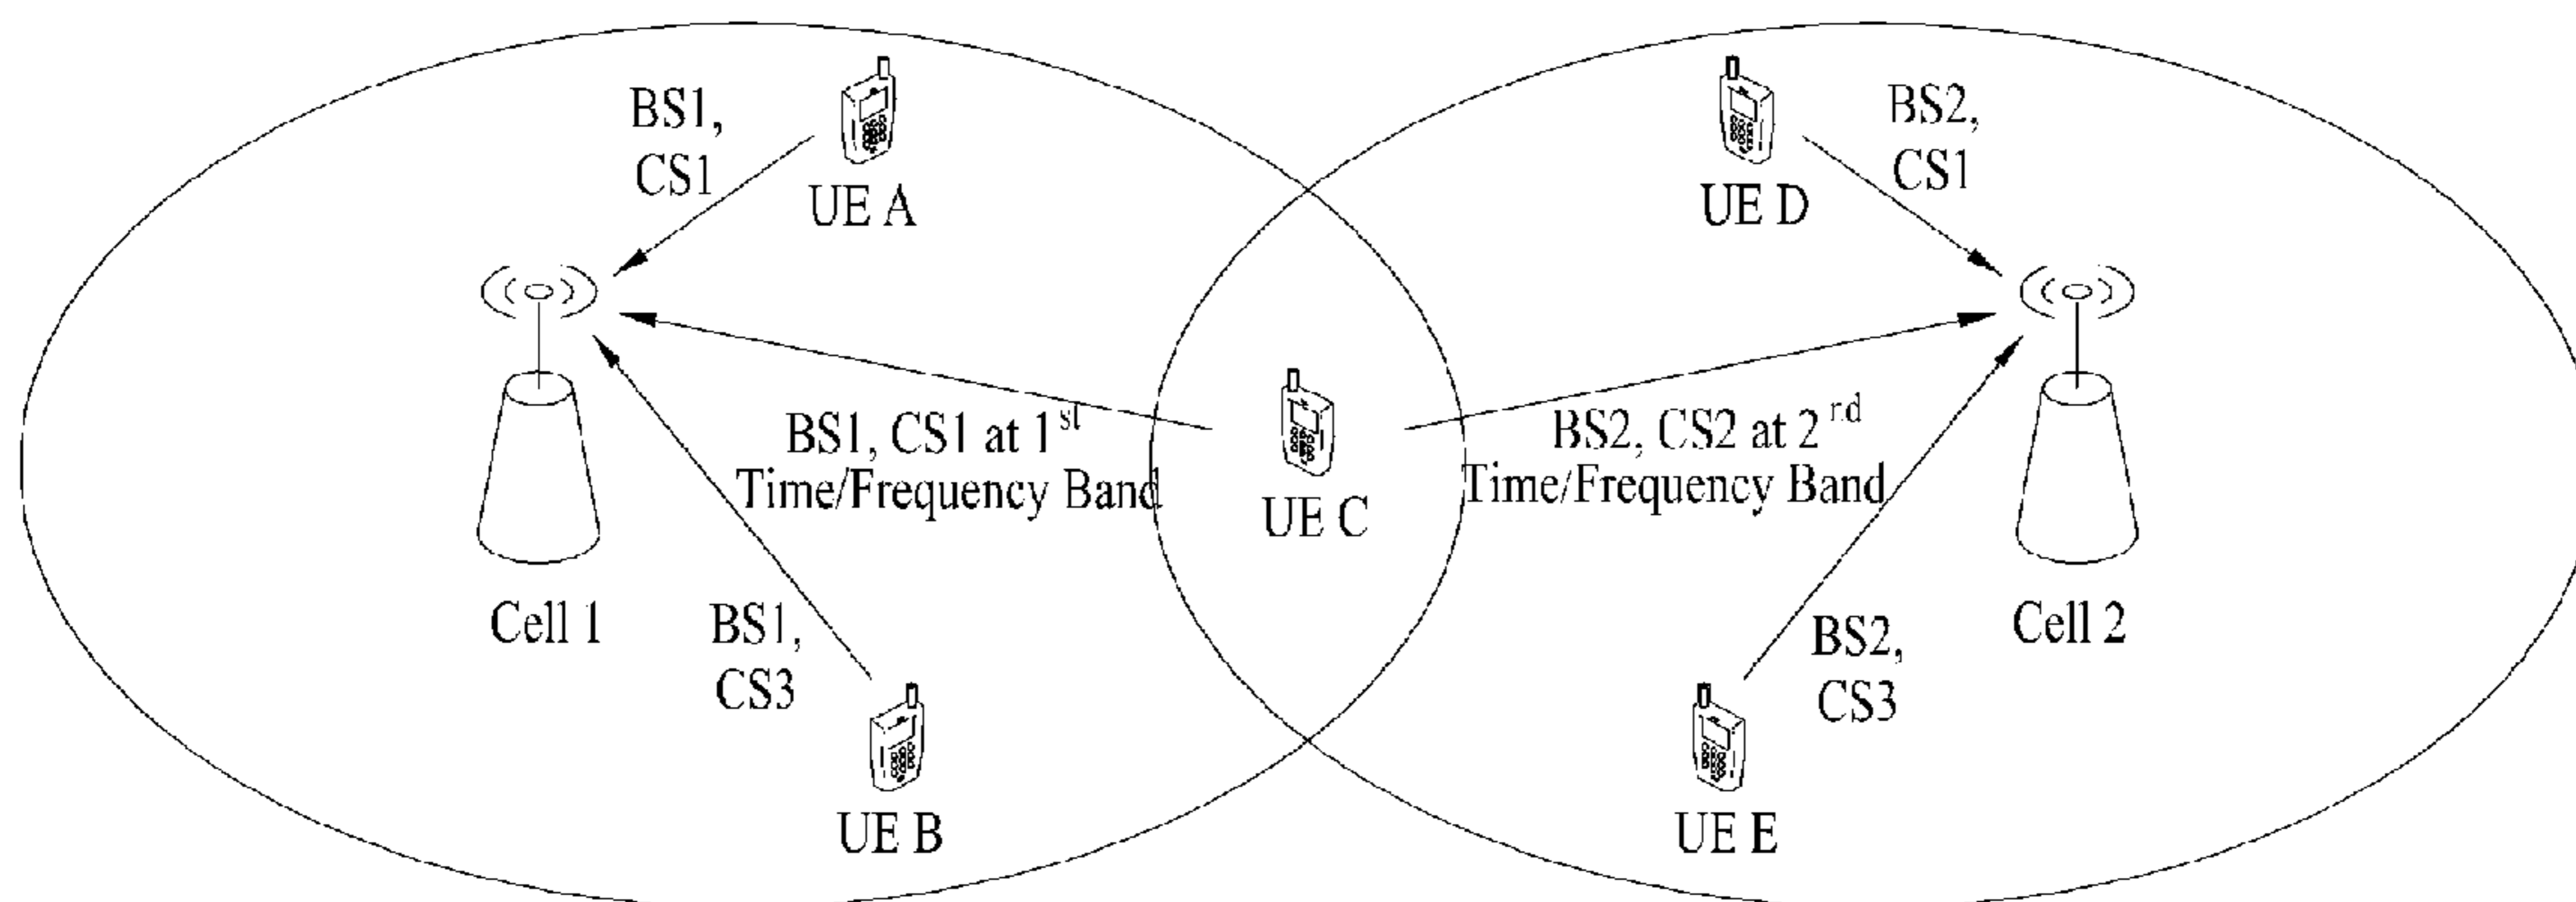 BS1,
CS1
UE A
UE D
BS2,
CS1
BS1, CS1 at 1st
Time/Frequency Band
UE C
BS2, CS2 at 2nd
Time/Frequency Band
Cell 1
BS1,
CS3
UE B
BS2,
CS3
UE E
Cell 2